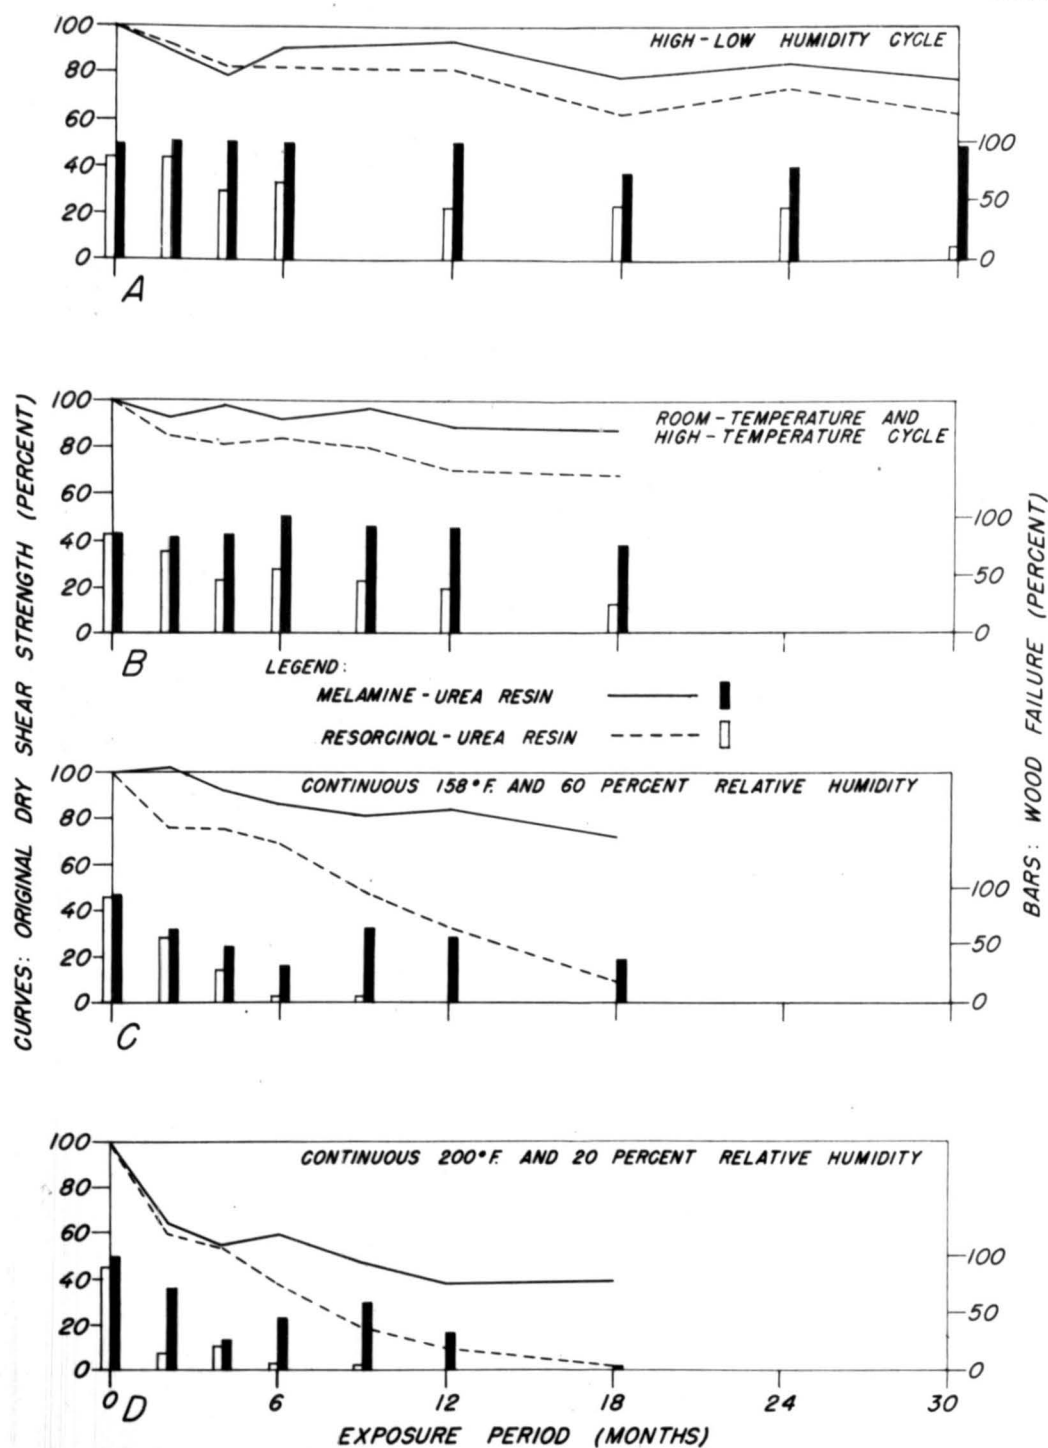 HIGH-LOW HUMIDITY CYCLE
100
80
60
40
20
0
100
50
0
A
ROOM-TEMPERATURE AND
HIGH-TEMPERATURE CYCLE
100
80
60
40
20
0
100
50
0
B
LEGEND:
MELAMINE-UREA RESIN
RESORCINOL-UREA RESIN
CONTINUOUS 158°F. AND 60 PERCENT RELATIVE HUMIDITY
100
80
60
40
20
0
100
50
0
C
CONTINUOUS 200°F. AND 20 PERCENT RELATIVE HUMIDITY
100
80
60
40
20
0
100
50
0
D
0 6 12 18 24 30
EXPOSURE PERIOD (MONTHS)
CURVES: ORIGINAL DRY SHEAR STRENGTH (PERCENT)
BARS: WOOD FAILURE (PERCENT)